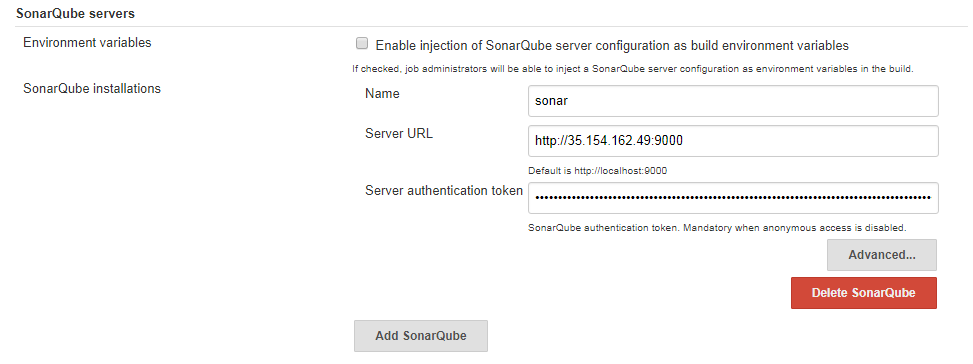 SonarQube servers
Environment variables
Enable injection of SonarQube server configuration as build environment variables
If checked, job administrators will be able to inject a SonarQube server configuration as environment variables in the build.
SonarQube installations
Name
sonar
Server URL
http://35.154.162.49:9000
Default is http://localhost:9000
Server authentication token
SonarQube authentication token. Mandatory when anonymous access is disabled.
Advanced...
Delete SonarQube
Add SonarQube